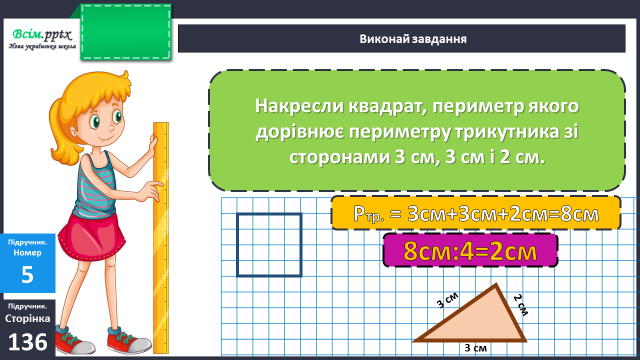 Всім.pptx
Нова українська школа
Виконай завдання
Накресли квадрат, периметр якого
дорівнює периметру трикутника зі
сторонами 3 см, 3 см і 2 см.
Pтр. = 3см+3см+2см=8см
8см:4=2см
3 см
2 см
3 см
Підручник.
Номер
5
Підручник.
Сторінка
136